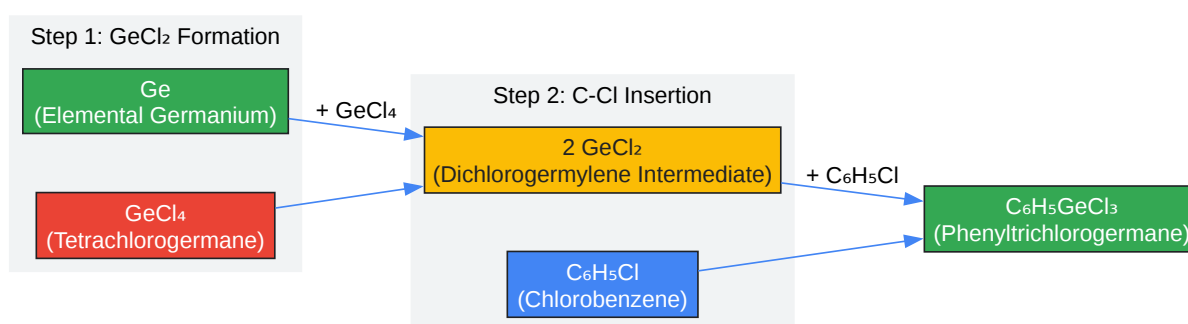 Step 1: GeCl₂ Formation
Ge
(Elemental Germanium)
+ GeCl₄
GeCl₄
(Tetrachlorogermane)
Step 2: C-Cl Insertion
2 GeCl₂
(Dichlorogermylene Intermediate)
+ C₆H₅Cl
C₆H₅Cl
(Chlorobenzene)
C₆H₅GeCl₃
(Phenyltrichlorogermane)